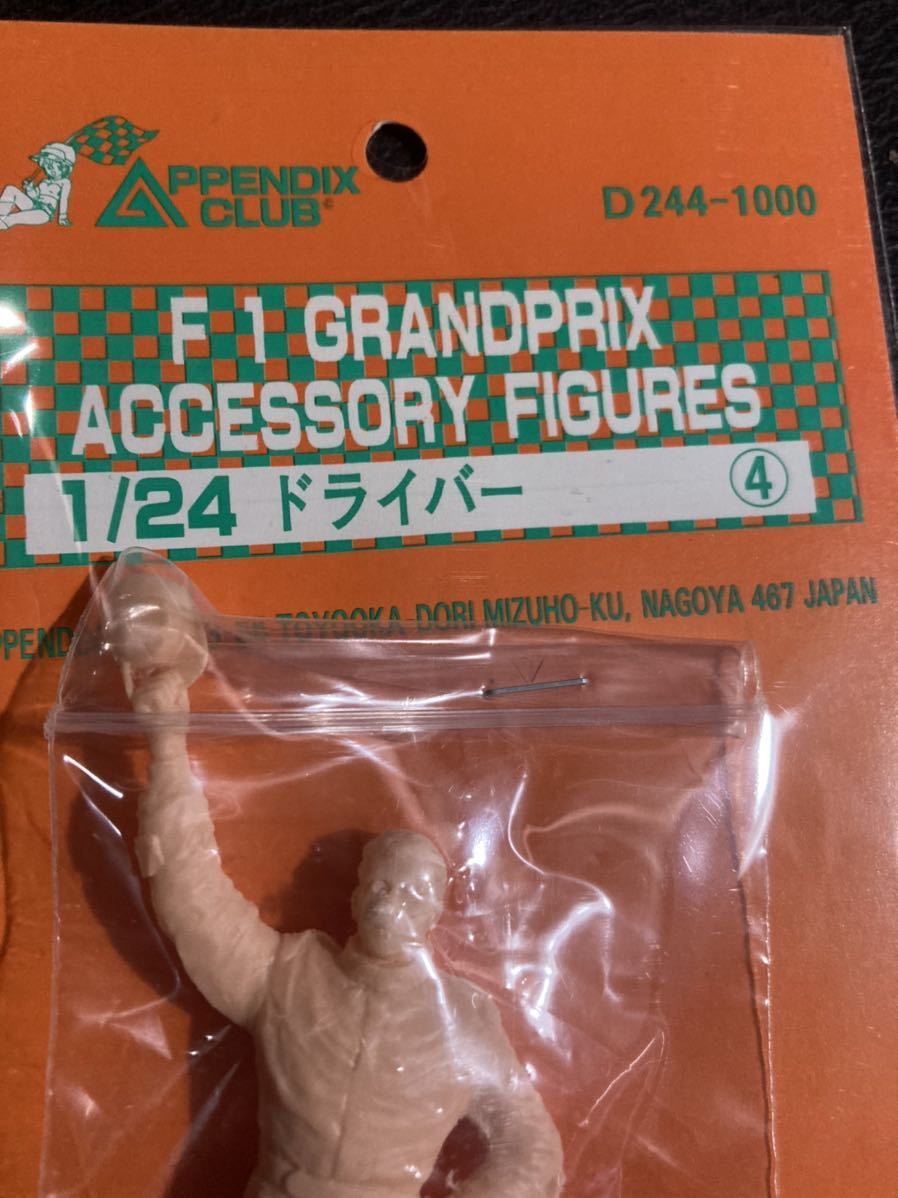 APPENDIX
CLUB©
D244-1000
F1 GRANDPRIX
ACCESSORY FIGURES
1/24 ドライバー ④
TOYOOKA-DORI MIZUHO-KU, NAGOYA 467 JAPAN